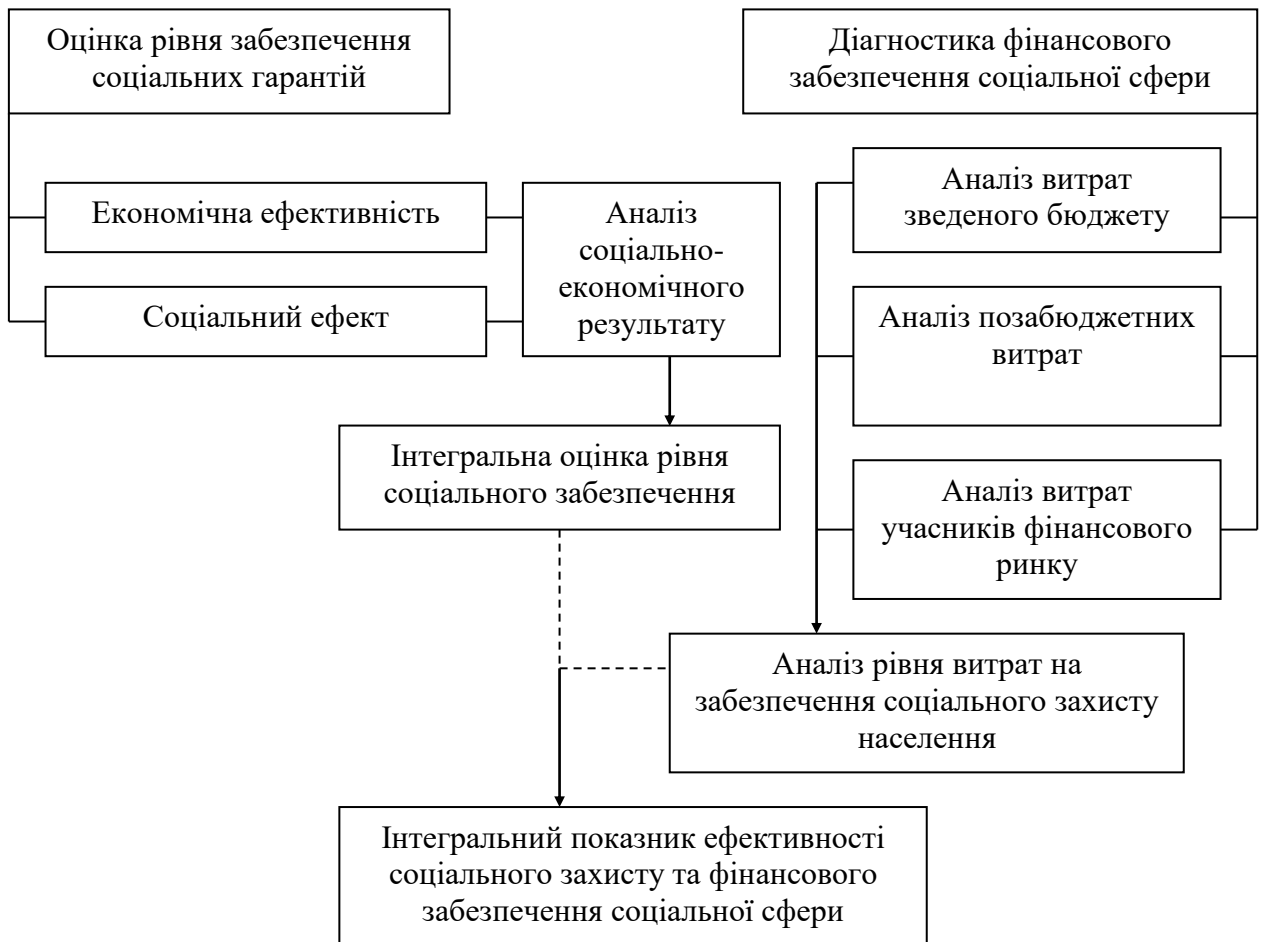 Оцінка рівня забезпечення
соціальних гарантій
Діагностика фінансового
забезпечення соціальної сфери
Економічна ефективність
Соціальний ефект
Аналіз
соціально-
економічного
результату
Аналіз витрат
зведеного бюджету
Аналіз позабюджетних
витрат
Інтегральна оцінка рівня
соціального забезпечення
Аналіз витрат
учасників фінансового
ринку
Аналіз рівня витрат на
забезпечення соціального захисту
населення
Інтегральний показник ефективності
соціального захисту та фінансового
забезпечення соціальної сфери